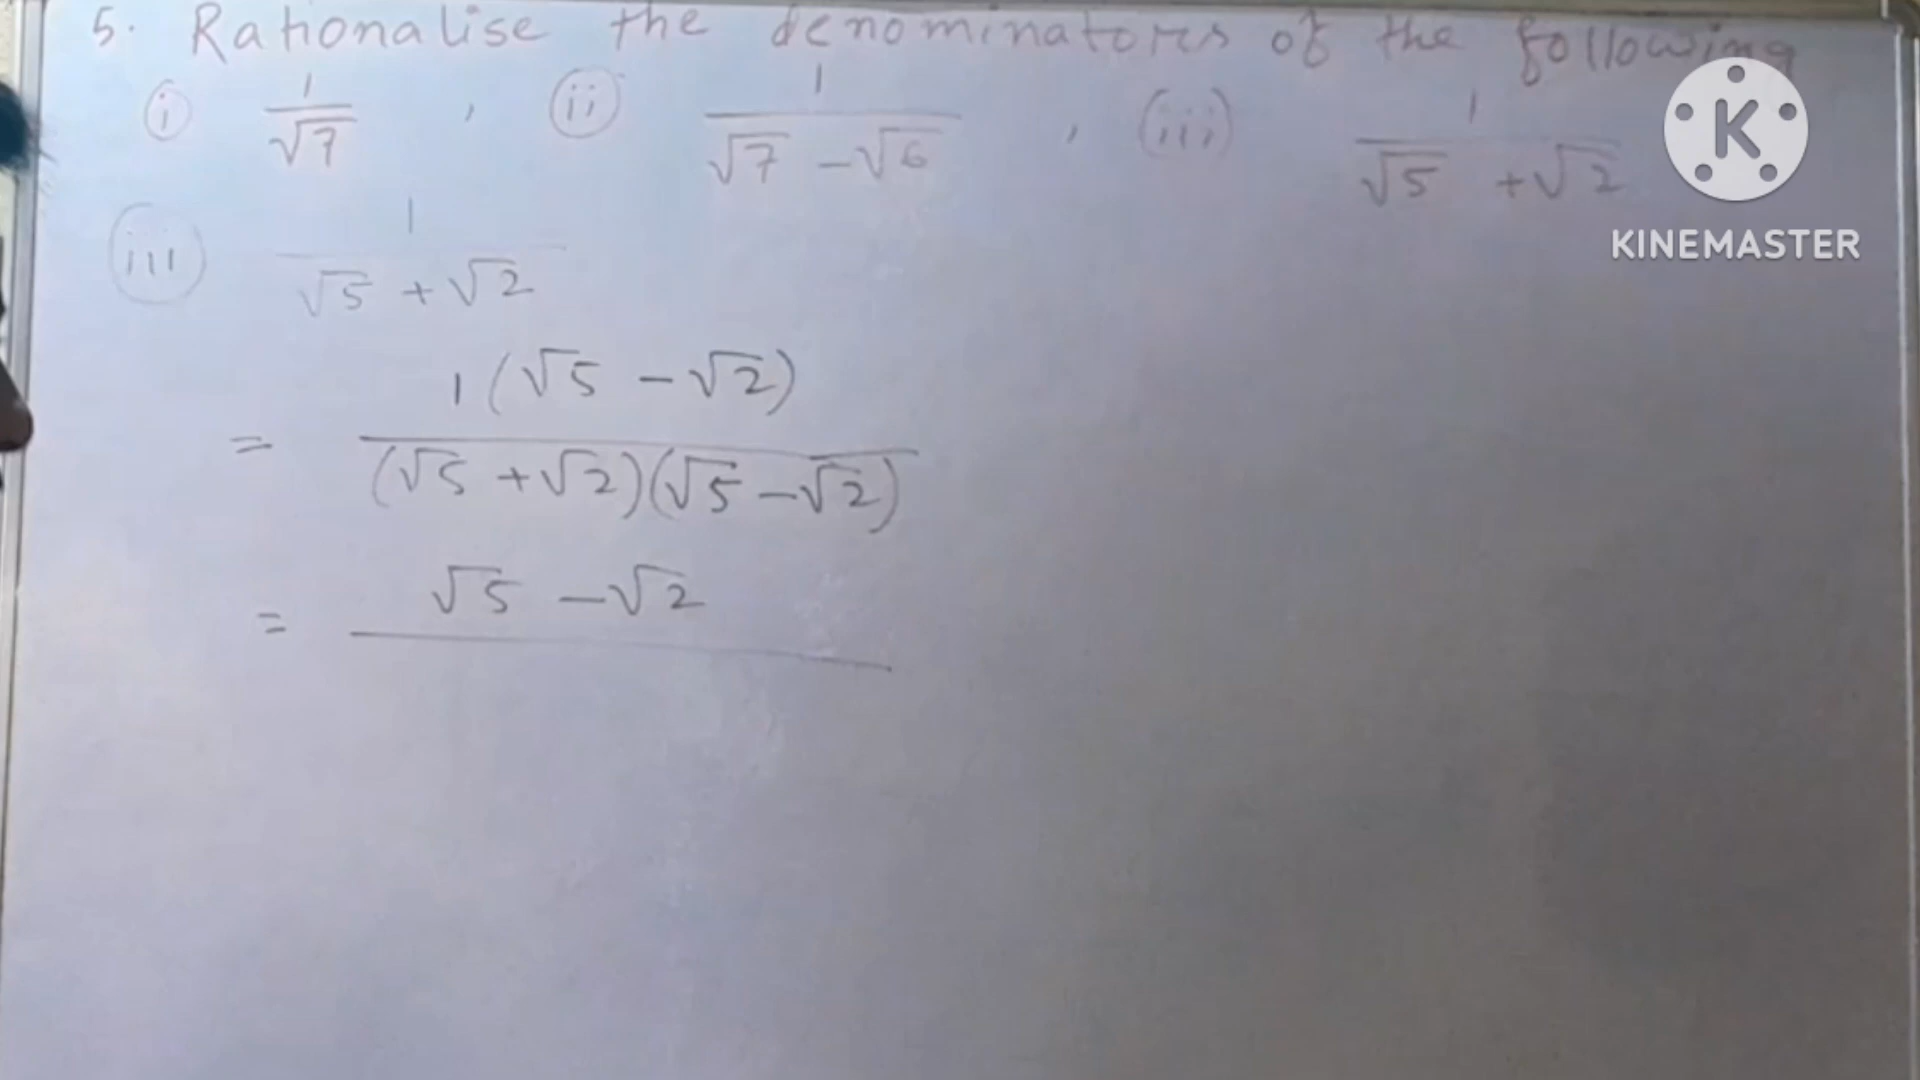 5. Rationalise the denominators of the following
(i) 1/√7 , (ii) 1/(√7 - √6) , (iii) 1/(√5 + √2)
K
KINEMASTER
(iii) 1/(√5 + √2)
= 1(√5 - √2)/((√5 + √2)(√5 - √2))
= √5 - √2